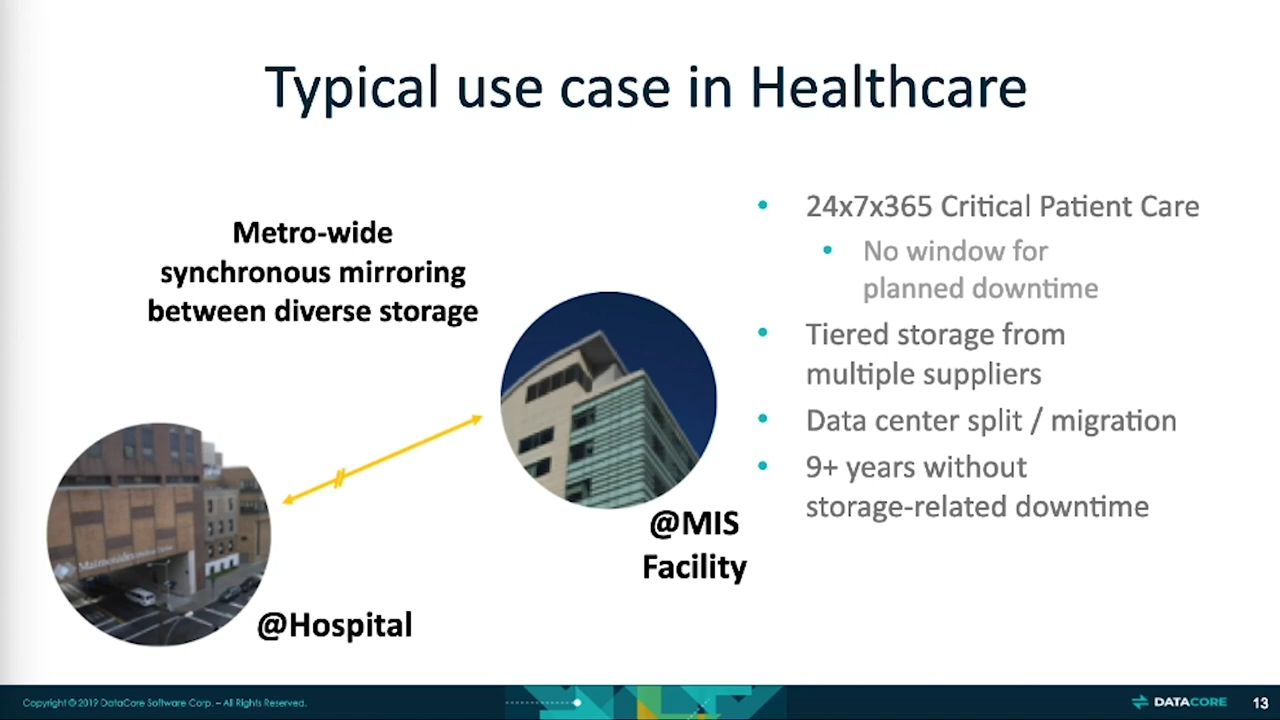 Typical use case in Healthcare
Metro-wide
synchronous mirroring
between diverse storage
@MIS
Facility
Maimonides
@Hospital
24x7x365 Critical Patient Care
No window for
planned downtime
Tiered storage from
multiple suppliers
Data center split / migration
9+ years without
storage-related downtime
Copyright © 2019 DataCore Software Corp. – All Rights Reserved.
DATACORE
13